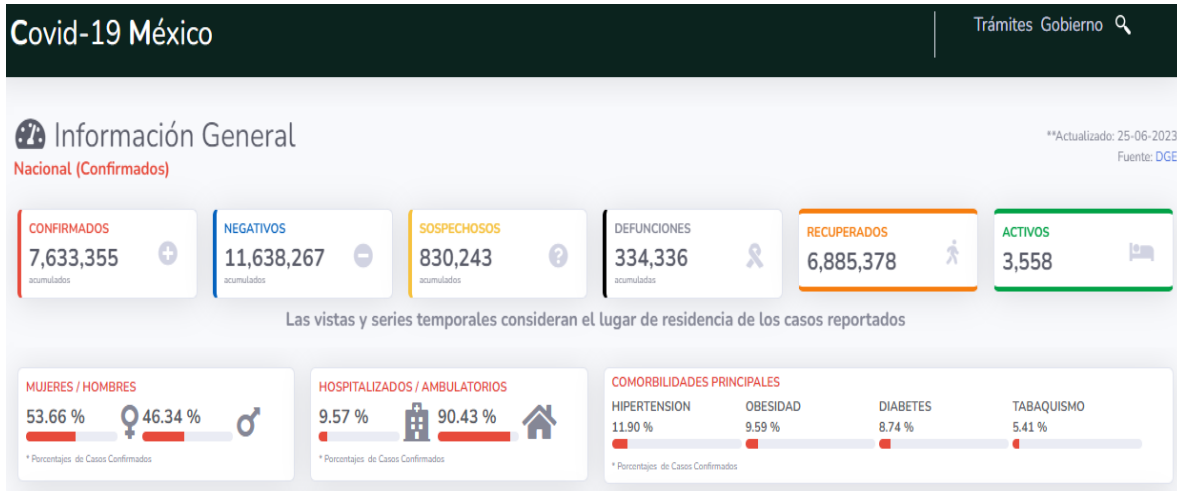 Covid-19 México
Trámites Gobierno
Información General
Nacional (Confirmados)
**Actualizado: 25-06-2023
Fuente: DGE
CONFIRMADOS
7,633,355
acumulados
NEGATIVOS
11,638,267
acumulados
SOSPECHOSOS
830,243
acumulados
DEFUNCIONES
334,336
acumuladas
RECUPERADOS
6,885,378
ACTIVOS
3,558
Las vistas y series temporales consideran el lugar de residencia de los casos reportados
MUJERES / HOMBRES
53.66 % 46.34 %
* Porcentajes de Casos Confirmados
HOSPITALIZADOS / AMBULATORIOS
9.57 % 90.43 %
* Porcentajes de Casos Confirmados
COMORBILIDADES PRINCIPALES
HIPERTENSION OBESIDAD DIABETES TABAQUISMO
11.90 % 9.59 % 8.74 % 5.41 %
* Porcentajes de Casos Confirmados